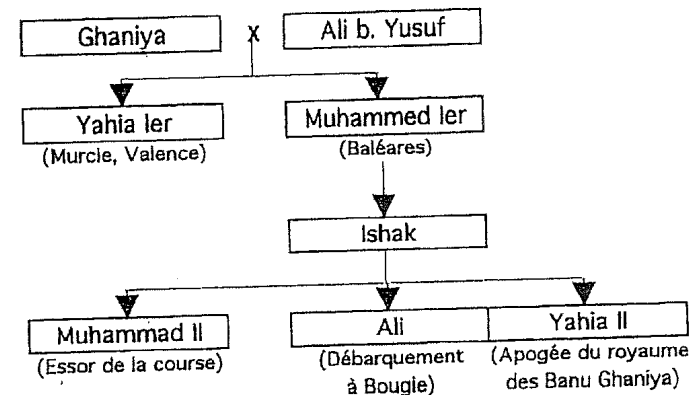 Ghaniya x Ali b. Yusuf
Yahia Ier
(Murcie, Valence)
Muhammed Ier
(Baléares)
Ishak
Muhammad II
(Essor de la course)
Ali
(Débarquement
à Bougie)
Yahia II
(Apogée du royaume
des Banu Ghaniya)